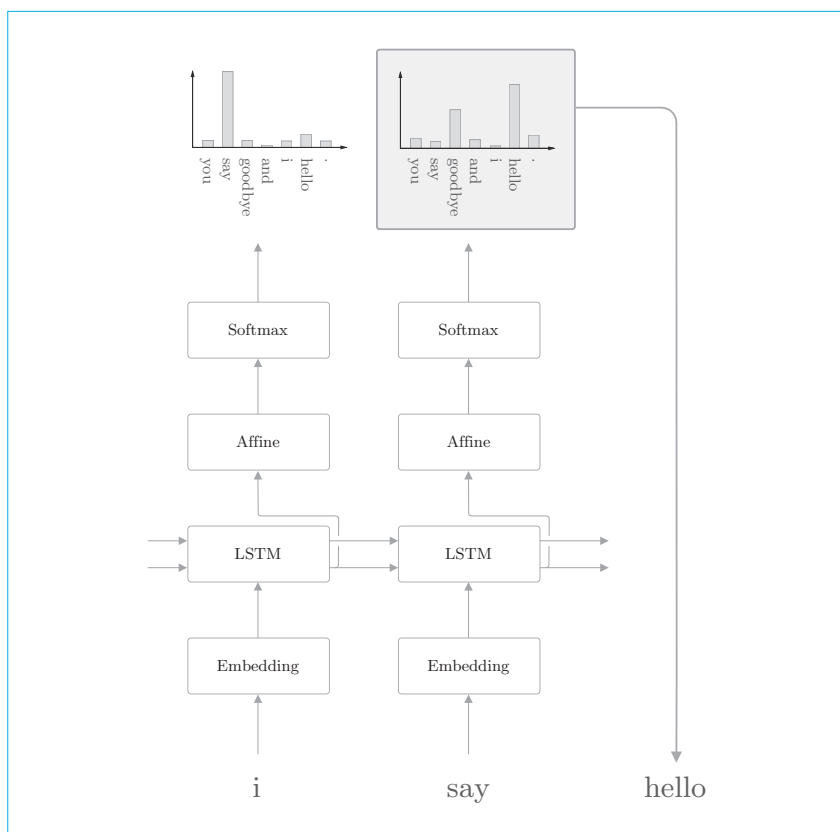 you say goodbye and i hello .
you say goodbye and i hello .
Softmax Softmax
Affine Affine
LSTM LSTM
Embedding Embedding
i say hello